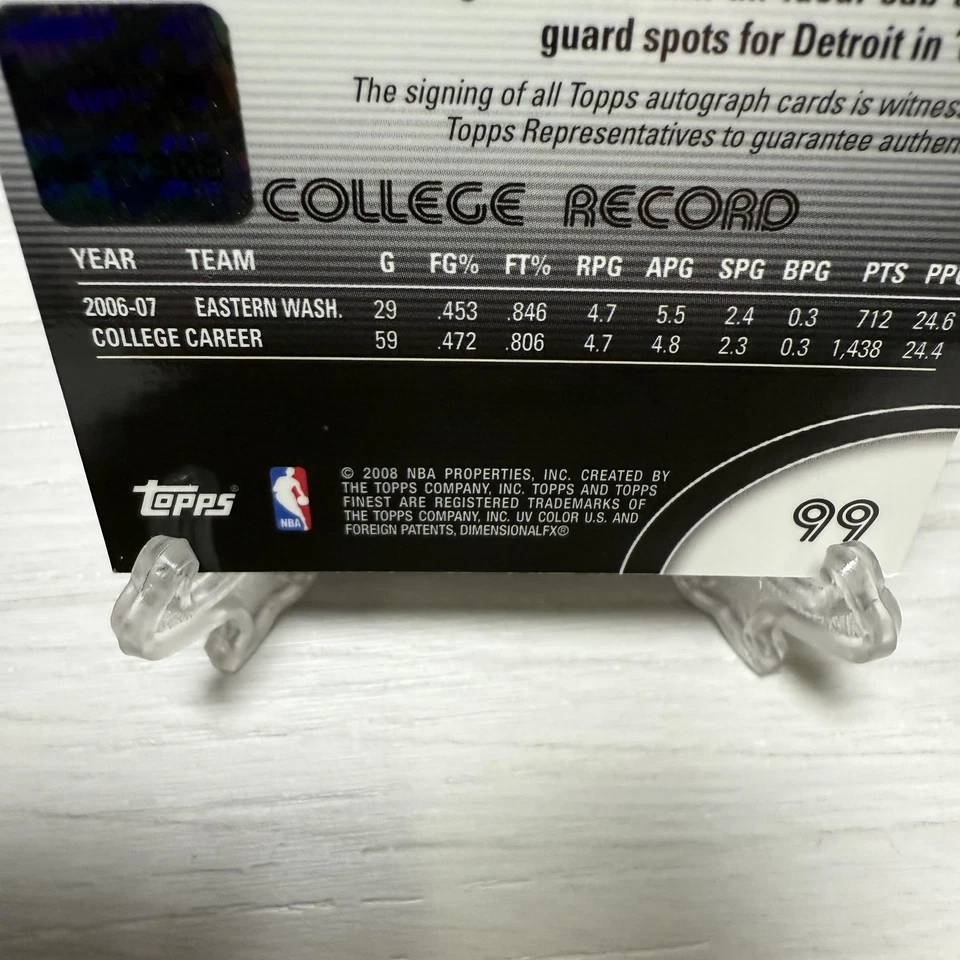 guard spots for Detroit in
The signing of all Topps autograph cards is
Topps Representatives to guarantee
COLLEGE RECORD
YEAR TEAM G FG% FT% RPG APG SPG BPG PTS
2006-07 EASTERN WASH. 29 .453 .846 4.7 5.5 2.4 0.3 712 24.6
COLLEGE CAREER 59 .472 .806 4.7 4.8 2.3 0.3 1,438 24.4
© 2008 NBA PROPERTIES, INC. CREATED BY
THE TOPPS COMPANY, INC. TOPPS AND TOPPS
FINEST ARE REGISTERED TRADEMARKS OF
THE TOPPS COMPANY, INC. UV COLOR U.S. AND
FOREIGN PATENTS, DIMENSIONALFX®
topps®
NBA
99